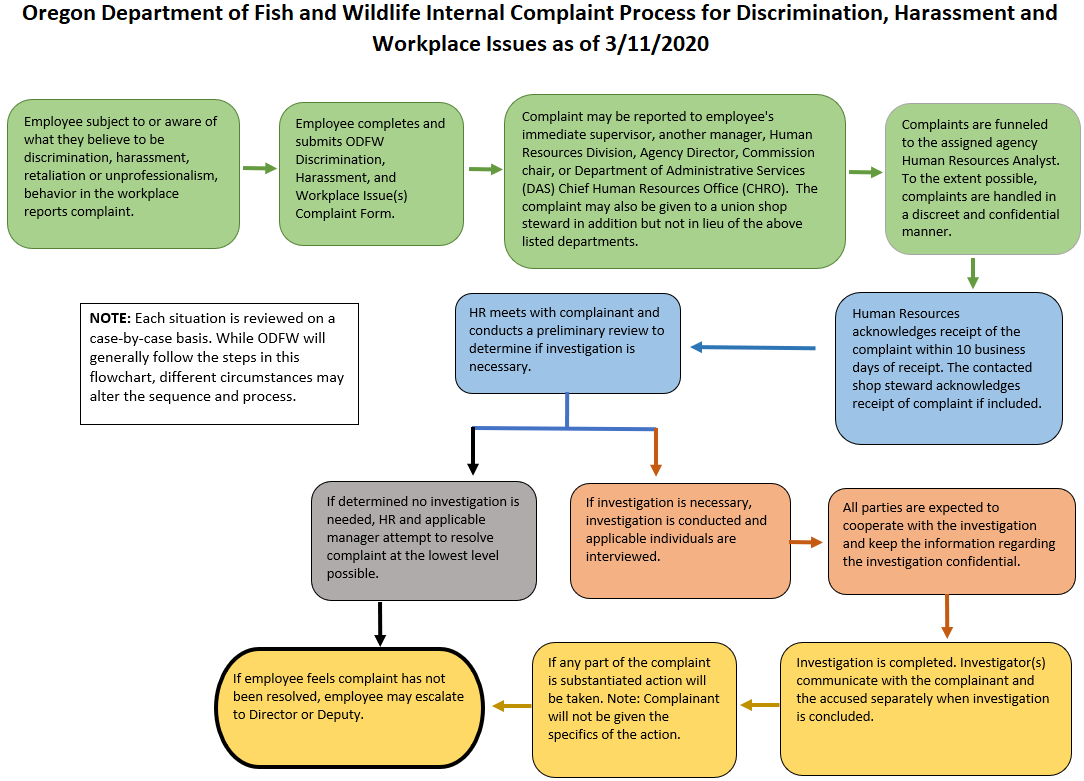 Oregon Department of Fish and Wildlife Internal Complaint Process for Discrimination, Harassment and
Workplace Issues as of 3/11/2020
Employee subject to or aware of
what they believe to be
discrimination, harassment,
retaliation or unprofessionalism,
behavior in the workplace
reports complaint.
Employee completes and
submits ODFW
Discrimination,
Harassment, and
Workplace Issue(s)
Complaint Form.
Complaint may be reported to employee's
immediate supervisor, another manager, Human
Resources Division, Agency Director, Commission
chair, or Department of Administrative Services
(DAS) Chief Human Resources Office (CHRO). The
complaint may also be given to a union shop
steward in addition but not in lieu of the above
listed departments.
Complaints are funneled
to the assigned agency
Human Resources Analyst.
To the extent possible,
complaints are handled in
a discreet and confidential
manner.
Human Resources
acknowledges receipt of the
complaint within 10 business
days of receipt. The contacted
shop steward acknowledges
receipt of complaint if included.
HR meets with complainant and
conducts a preliminary review to
determine if investigation is
necessary.
NOTE: Each situation is reviewed on a
case-by-case basis. While ODFW will
generally follow the steps in this
flowchart, different circumstances may
alter the sequence and process.
If determined no investigation is
needed, HR and applicable
manager attempt to resolve
complaint at the lowest level
possible.
If investigation is necessary,
investigation is conducted and
applicable individuals are
interviewed.
All parties are expected to
cooperate with the investigation
and keep the information regarding
the investigation confidential.
Investigation is completed. Investigator(s)
communicate with the complainant and
the accused separately when investigation
is concluded.
If any part of the complaint
is substantiated action will
be taken. Note: Complainant
will not be given the
specifics of the action.
If employee feels complaint has not
been resolved, employee may escalate
to Director or Deputy.